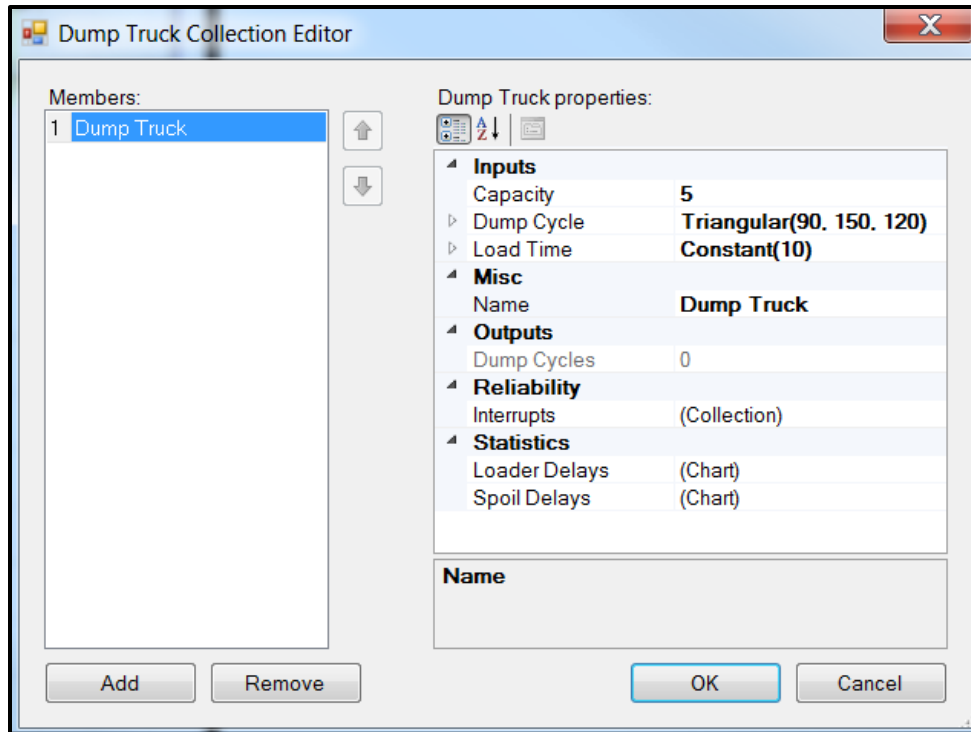 Dump Truck Collection Editor
X
Members:
1 Dump Truck
Dump Truck properties:
A
Z
Inputs
Capacity 5
Dump Cycle Triangular(90, 150, 120)
Load Time Constant(10)
Misc
Name Dump Truck
Outputs
Dump Cycles 0
Reliability
Interrupts (Collection)
Statistics
Loader Delays (Chart)
Spoil Delays (Chart)
Name
Add Remove OK Cancel